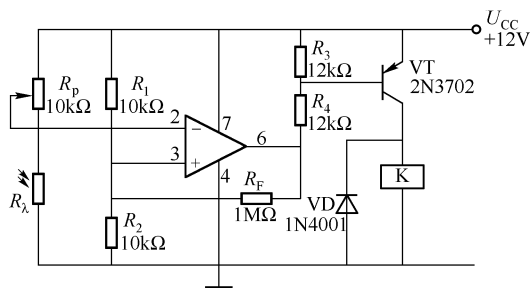 U_CC
+12V
R_3
12kΩ
VT
2N3702
R_p
10kΩ
R_1
10kΩ
2
7
R_4
12kΩ
−
6
3
+
4
K
R_λ
R_F
1MΩ
VD
1N4001
R_2
10kΩ